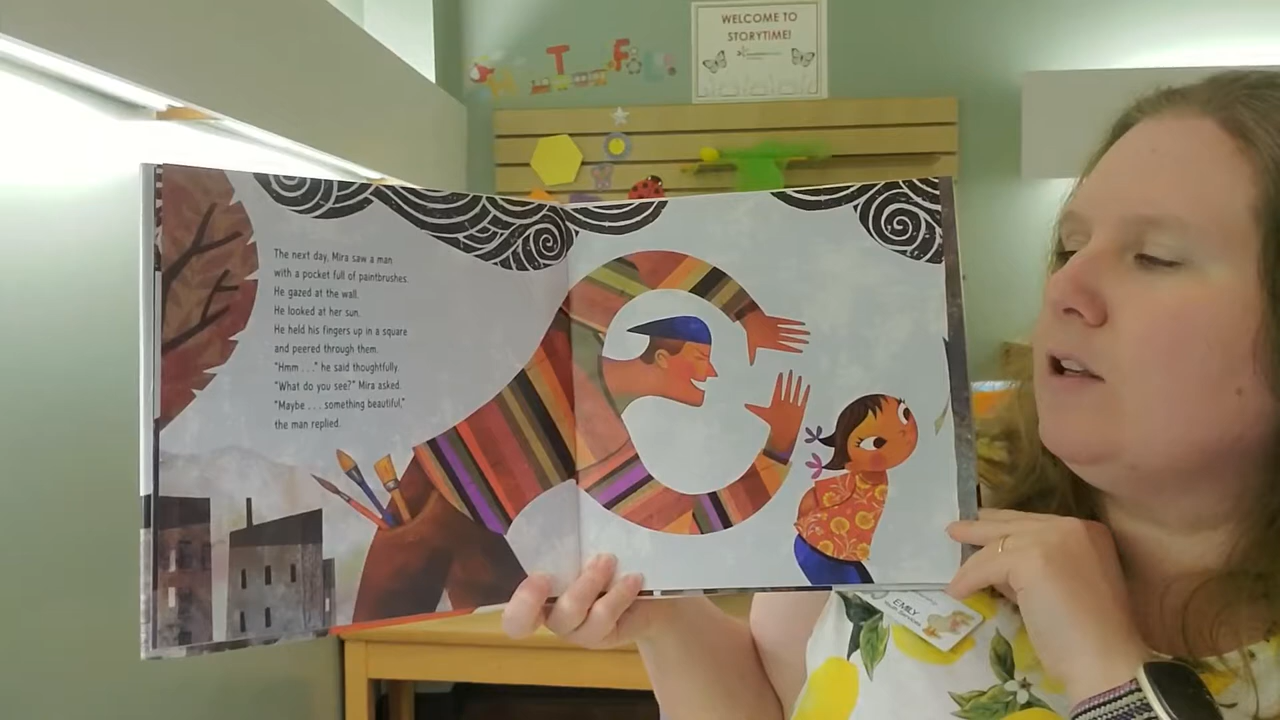 WELCOME TO
STORYTIME!
The next day, Mira saw a man
with a pocket full of paintbrushes.
He gazed at the wall.
He looked at her sun.
He held his fingers up in a square
and peered through them.
"Hmm . . ." he said thoughtfully.
"What do you see?" Mira asked.
"Maybe . . . something beautiful,"
the man replied.
EMILY
Youth Services